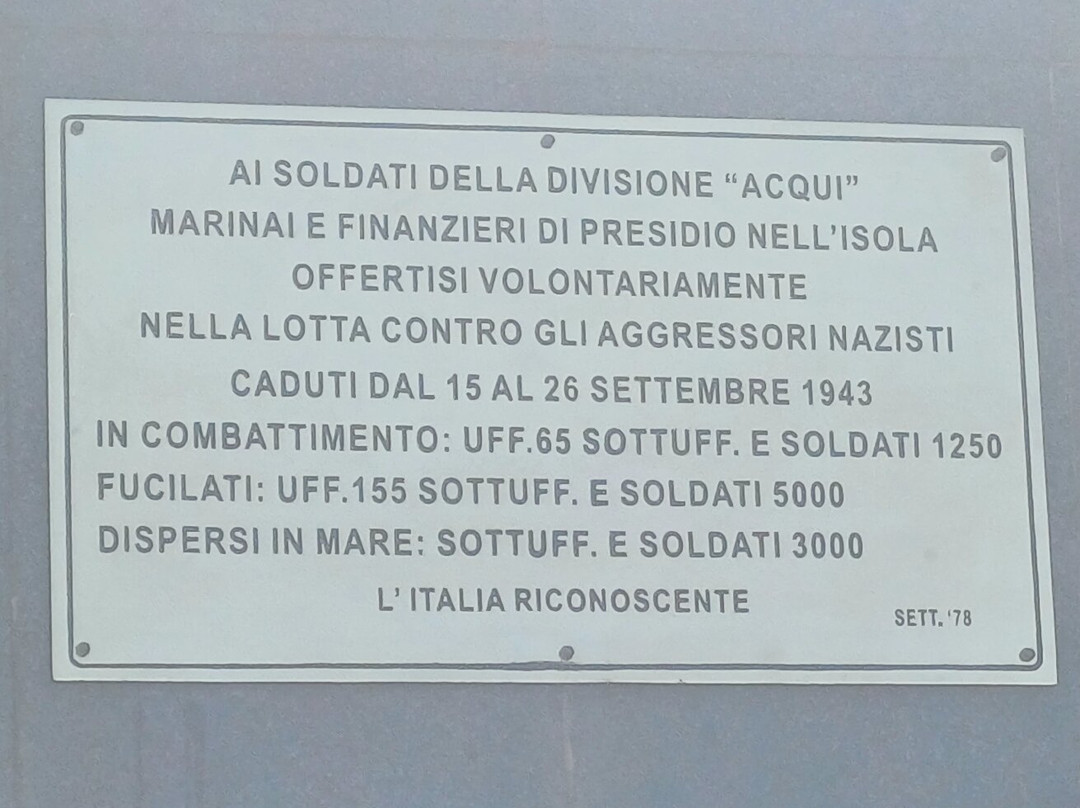 AI SOLDATI DELLA DIVISIONE “ACQUI”
MARINAI E FINANZIERI DI PRESIDIO NELL'ISOLA
OFFERTISI VOLONTARIAMENTE
NELLA LOTTA CONTRO GLI AGGRESSORI NAZISTI
CADUTI DAL 15 AL 26 SETTEMBRE 1943
IN COMBATTIMENTO: UFF.65 SOTTUFF. E SOLDATI 1250
FUCILATI: UFF.155 SOTTUFF. E SOLDATI 5000
DISPERSI IN MARE: SOTTUFF. E SOLDATI 3000
L' ITALIA RICONOSCENTE
SETT. '78